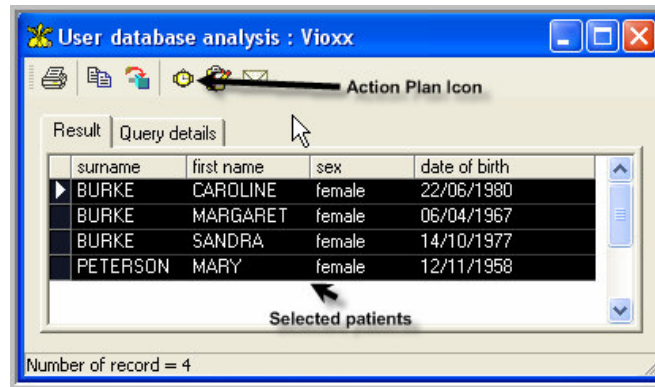 User database analysis : Vioxx
Action Plan Icon
Result Query details
surname first name sex date of birth
BURKE CAROLINE female 22/06/1980
BURKE MARGARET female 06/04/1967
BURKE SANDRA female 14/10/1977
PETERSON MARY female 12/11/1958
Selected patients
Number of record = 4